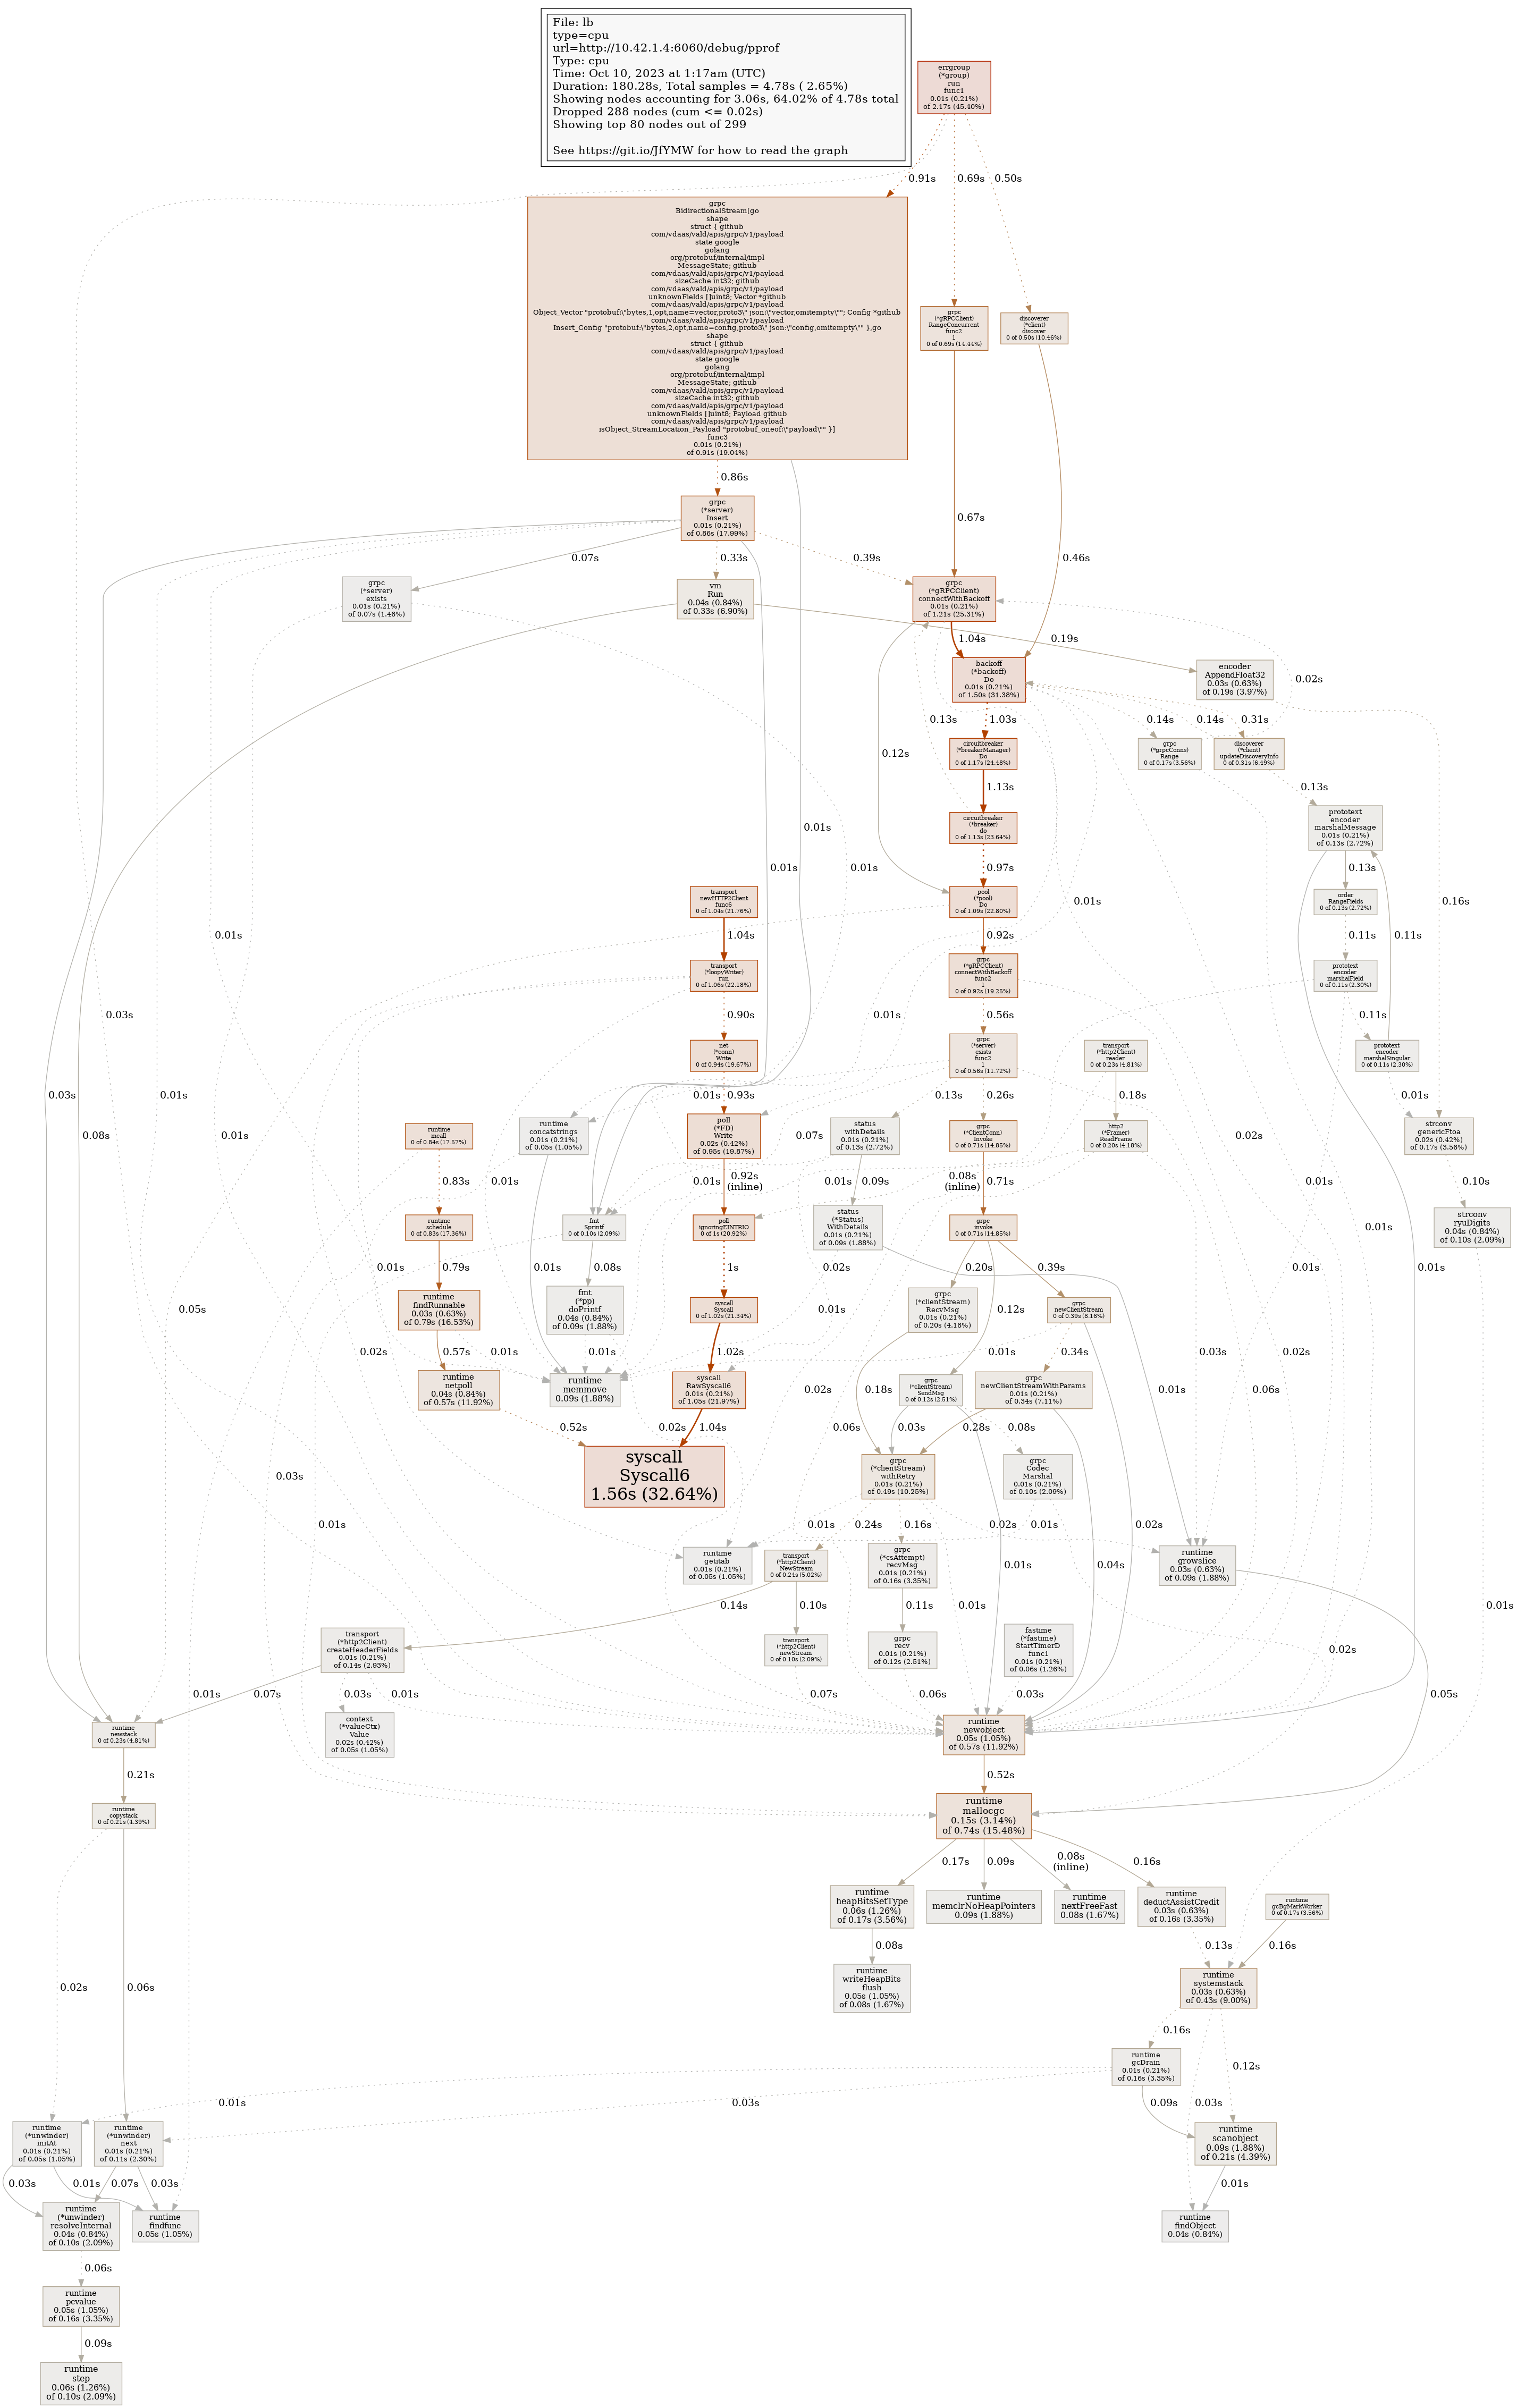 File: lb
type=cpu
url=http://10.42.1.4:6060/debug/pprof
Type: cpu
Time: Oct 10, 2023 at 1:17am (UTC)
Duration: 180.28s, Total samples = 4.78s ( 2.65%)
Showing nodes accounting for 3.06s, 64.02% of 4.78s total
Dropped 288 nodes (cum <= 0.02s)
Showing top 80 nodes out of 299
See https://git.io/JfYMW for how to read the graph
errgroup
(*group)
run
func1
0.01s (0.21%)
of 2.17s (45.40%)
0.91s
0.69s
0.50s
grpc
BidirectionalStream[go
shape
struct { github
com/vdaas/vald/apis/grpc/v1/payload
state google
golang
org/protobuf/internal/impl
MessageState; github
com/vdaas/vald/apis/grpc/v1/payload
sizeCache int32; github
com/vdaas/vald/apis/grpc/v1/payload
unknownFields []uint8; Vector *github
com/vdaas/vald/apis/grpc/v1/payload
Object_Vector "protobuf:\"bytes,1,opt,name=vector,proto3\" json:\"vector,omitempty\""; Config *github
com/vdaas/vald/apis/grpc/v1/payload
Insert_Config "protobuf:\"bytes,2,opt,name=config,proto3\" json:\"config,omitempty\"" },go
shape
struct { github
com/vdaas/vald/apis/grpc/v1/payload
state google
golang
org/protobuf/internal/impl
MessageState; github
com/vdaas/vald/apis/grpc/v1/payload
sizeCache int32; github
com/vdaas/vald/apis/grpc/v1/payload
unknownFields []uint8; Payload github
com/vdaas/vald/apis/grpc/v1/payload
isObject_StreamLocation_Payload "protobuf_oneof:\"payload\"" }]
func3
0.01s (0.21%)
of 0.91s (19.04%)
grpc
(*gRPCClient)
RangeConcurrent
func2
1
0 of 0.69s (14.44%)
discoverer
(*client)
discover
0 of 0.50s (10.46%)
0.86s
0.67s
0.46s
grpc
(*server)
Insert
0.01s (0.21%)
of 0.86s (17.99%)
0.07s
0.33s
0.39s
grpc
(*server)
exists
0.01s (0.21%)
of 0.07s (1.46%)
vm
Run
0.04s (0.84%)
of 0.33s (6.90%)
grpc
(*gRPCClient)
connectWithBackoff
0.01s (0.21%)
of 1.21s (25.31%)
1.04s
0.19s
0.02s
backoff
(*backoff)
Do
0.01s (0.21%)
of 1.50s (31.38%)
encoder
AppendFloat32
0.03s (0.63%)
of 0.19s (3.97%)
0.13s
1.03s
0.14s
0.14s
0.31s
0.12s
circuitbreaker
(*breakerManager)
Do
0 of 1.17s (24.48%)
grpc
(*grpcConns)
Range
0 of 0.17s (3.56%)
discoverer
(*client)
updateDiscoveryInfo
0 of 0.31s (6.49%)
1.13s
0.13s
circuitbreaker
(*breaker)
do
0 of 1.13s (23.64%)
prototext
encoder
marshalMessage
0.01s (0.21%)
of 0.13s (2.72%)
0.01s
0.01s
0.01s
0.97s
0.13s
transport
newHTTP2Client
func6
0 of 1.04s (21.76%)
pool
(*pool)
Do
0 of 1.09s (22.80%)
0.01s
order
RangeFields
0 of 0.13s (2.72%)
0.16s
0.01s
1.04s
0.92s
0.11s
0.11s
transport
(*loopyWriter)
run
0 of 1.06s (22.18%)
grpc
(*gRPCClient)
connectWithBackoff
func2
1
0 of 0.92s (19.25%)
prototext
encoder
marshalField
0 of 0.11s (2.30%)
0.03s
0.90s
0.01s
0.56s
0.11s
net
(*conn)
Write
0 of 0.94s (19.67%)
grpc
(*server)
exists
func2
1
0 of 0.56s (11.72%)
transport
(*http2Client)
reader
0 of 0.23s (4.81%)
prototext
encoder
marshalSingular
0 of 0.11s (2.30%)
0.03s
0.08s
0.01s
0.01s
0.01s
0.93s
0.13s
0.26s
0.18s
0.01s
0.01s
runtime
mcall
0 of 0.84s (17.57%)
runtime
concatstrings
0.01s (0.21%)
of 0.05s (1.05%)
poll
(*FD)
Write
0.02s (0.42%)
of 0.95s (19.87%)
status
withDetails
0.01s (0.21%)
of 0.13s (2.72%)
grpc
(*ClientConn)
Invoke
0 of 0.71s (14.85%)
http2
(*Framer)
ReadFrame
0 of 0.20s (4.18%)
strconv
genericFtoa
0.02s (0.42%)
of 0.17s (3.56%)
0.07s
0.02s
0.83s
0.01s
0.01s
0.92s
(inline)
0.01s
0.09s
0.08s
(inline)
0.71s
0.10s
runtime
schedule
0 of 0.83s (17.36%)
fmt
Sprintf
0 of 0.10s (2.09%)
poll
ignoringEINTRIO
0 of 1s (20.92%)
status
(*Status)
WithDetails
0.01s (0.21%)
of 0.09s (1.88%)
grpc
invoke
0 of 0.71s (14.85%)
strconv
ryuDigits
0.04s (0.84%)
of 0.10s (2.09%)
0.01s
0.79s
0.01s
0.08s
1s
0.02s
0.20s
0.12s
0.39s
0.01s
0.01s
runtime
findRunnable
0.03s (0.63%)
of 0.79s (16.53%)
fmt
(*pp)
doPrintf
0.04s (0.84%)
of 0.09s (1.88%)
syscall
Syscall
0 of 1.02s (21.34%)
0.01s
grpc
(*clientStream)
RecvMsg
0.01s (0.21%)
of 0.20s (4.18%)
grpc
newClientStream
0 of 0.39s (8.16%)
0.05s
0.02s
0.57s
0.01s
0.01s
1.02s
0.01s
0.34s
0.03s
0.02s
runtime
netpoll
0.04s (0.84%)
of 0.57s (11.92%)
runtime
memmove
0.09s (1.88%)
syscall
RawSyscall6
0.01s (0.21%)
of 1.05s (21.97%)
0.02s
0.18s
grpc
(*clientStream)
SendMsg
0 of 0.12s (2.51%)
grpc
newClientStreamWithParams
0.01s (0.21%)
of 0.34s (7.11%)
0.06s
0.01s
0.52s
0.02s
1.04s
0.06s
0.03s
0.28s
0.08s
0.03s
syscall
Syscall6
1.56s (32.64%)
grpc
(*clientStream)
withRetry
0.01s (0.21%)
of 0.49s (10.25%)
grpc
Codec
Marshal
0.01s (0.21%)
of 0.10s (2.09%)
0.01s
0.01s
0.24s
0.16s
0.02s
0.01s
0.02s
runtime
getitab
0.01s (0.21%)
of 0.05s (1.05%)
transport
(*http2Client)
NewStream
0 of 0.24s (5.02%)
grpc
(*csAttempt)
recvMsg
0.01s (0.21%)
of 0.16s (3.35%)
0.01s
0.04s
runtime
growslice
0.03s (0.63%)
of 0.09s (1.88%)
0.14s
0.10s
0.11s
0.01s
0.01s
transport
(*http2Client)
createHeaderFields
0.01s (0.21%)
of 0.14s (2.93%)
transport
(*http2Client)
newStream
0 of 0.10s (2.09%)
grpc
recv
0.01s (0.21%)
of 0.12s (2.51%)
fastime
(*fastime)
StartTimerD
func1
0.01s (0.21%)
of 0.06s (1.26%)
0.02s
0.01s
0.07s
0.03s
0.01s
0.07s
0.06s
0.03s
0.05s
runtime
newstack
0 of 0.23s (4.81%)
context
(*valueCtx)
Value
0.02s (0.42%)
of 0.05s (1.05%)
runtime
newobject
0.05s (1.05%)
of 0.57s (11.92%)
0.21s
0.52s
runtime
copystack
0 of 0.21s (4.39%)
runtime
mallocgc
0.15s (3.14%)
of 0.74s (15.48%)
0.17s
0.09s
0.08s
(inline)
0.16s
runtime
heapBitsSetType
0.06s (1.26%)
of 0.17s (3.56%)
runtime
memclrNoHeapPointers
0.09s (1.88%)
runtime
nextFreeFast
0.08s (1.67%)
runtime
deductAssistCredit
0.03s (0.63%)
of 0.16s (3.35%)
runtime
gcBgMarkWorker
0 of 0.17s (3.56%)
0.08s
0.13s
0.16s
0.02s
0.06s
runtime
writeHeapBits
flush
0.05s (1.05%)
of 0.08s (1.67%)
runtime
systemstack
0.03s (0.63%)
of 0.43s (9.00%)
0.16s
0.12s
runtime
gcDrain
0.01s (0.21%)
of 0.16s (3.35%)
0.01s
0.03s
0.09s
0.03s
runtime
(*unwinder)
initAt
0.01s (0.21%)
of 0.05s (1.05%)
runtime
(*unwinder)
next
0.01s (0.21%)
of 0.11s (2.30%)
runtime
scanobject
0.09s (1.88%)
of 0.21s (4.39%)
0.03s
0.01s
0.07s
0.03s
0.01s
runtime
(*unwinder)
resolveInternal
0.04s (0.84%)
of 0.10s (2.09%)
runtime
findfunc
0.05s (1.05%)
runtime
findObject
0.04s (0.84%)
0.06s
runtime
pcvalue
0.05s (1.05%)
of 0.16s (3.35%)
0.09s
runtime
step
0.06s (1.26%)
of 0.10s (2.09%)